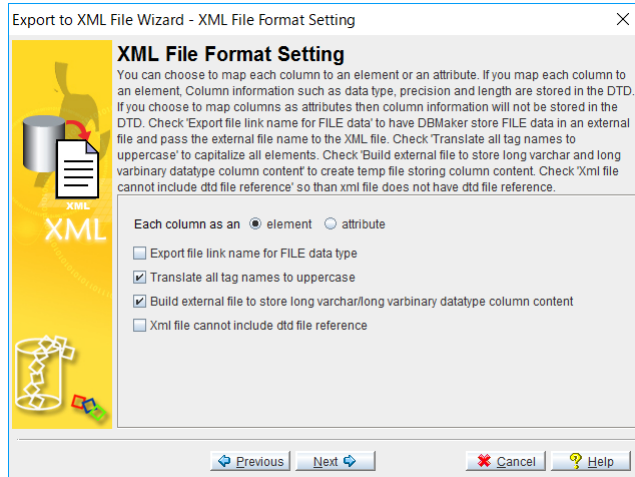 Export to XML File Wizard - XML File Format Setting
XML File Format Setting
You can choose to map each column to an element or an attribute. If you map each column to
an element, Column information such as data type, precision and length are stored in the DTD.
If you choose to map columns as attributes then column information will not be stored in the
DTD. Check 'Export file link name for FILE data' to have DBMaker store FILE data in an external
file and pass the external file name to the XML file. Check 'Translate all tag names to
uppercase' to capitalize all elements. Check 'Build external file to store long varchar and long
varbinary datatype column content' to create temp file storing column content. Check 'Xml file
cannot include dtd file reference' so than xml file does not have dtd file reference.
XML
XML
Each column as an element attribute
Export file link name for FILE data type
Translate all tag names to uppercase
Build external file to store long varchar/long varbinary datatype column content
Xml file cannot include dtd file reference
Previous Next Cancel Help